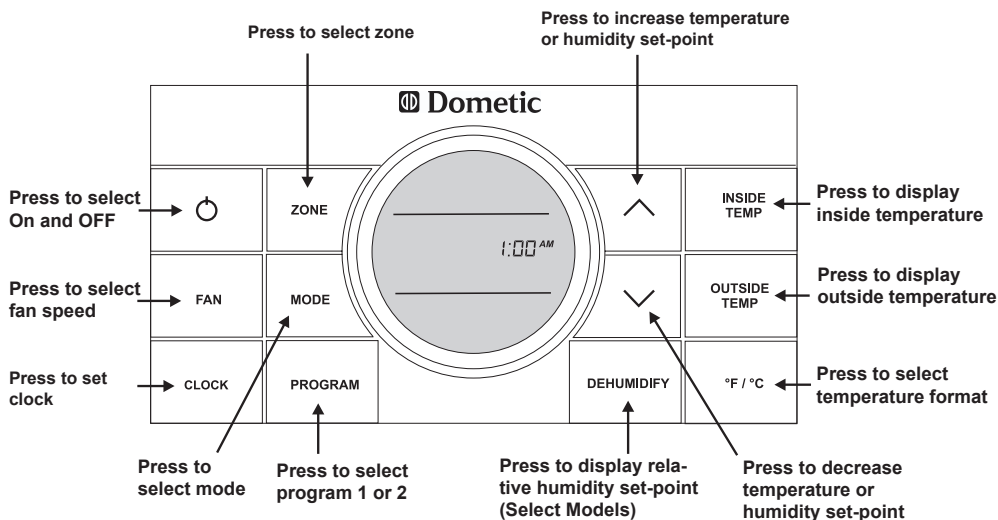 Press to increase temperature
or humidity set-point
Press to select zone
Dometic
Press to select
On and OFF
ZONE
INSIDE
TEMP
Press to display
inside temperature
1:00 AM
Press to select
fan speed
FAN
MODE
OUTSIDE
TEMP
Press to display
outside temperature
Press to set
clock
CLOCK
PROGRAM
DEHUMIDIFY
°F / °C
Press to select
temperature format
Press to
select mode
Press to select
program 1 or 2
Press to display rela-
tive humidity set-point
(Select Models)
Press to decrease
temperature or
humidity set-point